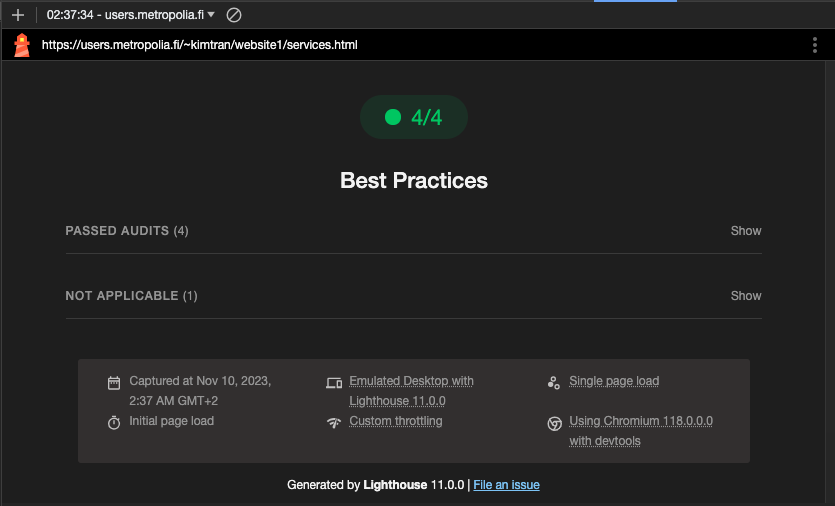 02:37:34 - users.metropolia.fi
https://users.metropolia.fi/~kimtran/website1/services.html
4/4
Best Practices
PASSED AUDITS (4) Show
NOT APPLICABLE (1) Show
Captured at Nov 10, 2023,
2:37 AM GMT+2
Emulated Desktop with
Lighthouse 11.0.0
Single page load
Initial page load
Custom throttling
Using Chromium 118.0.0.0
with devtools
Generated by Lighthouse 11.0.0 | File an issue